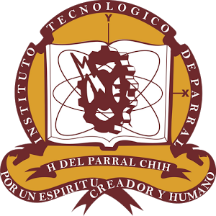 INSTITUTO TECNOLOGICO DE PARRAL
Y
X
H DEL PARRAL CHIH
POR UN ESPIRITU CREADOR Y HUMANO